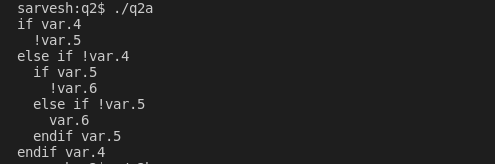 sarvesh:q2$ ./q2a
if var.4
  !var.5
else if !var.4
  if var.5
    !var.6
  else if !var.5
    var.6
  endif var.5
endif var.4